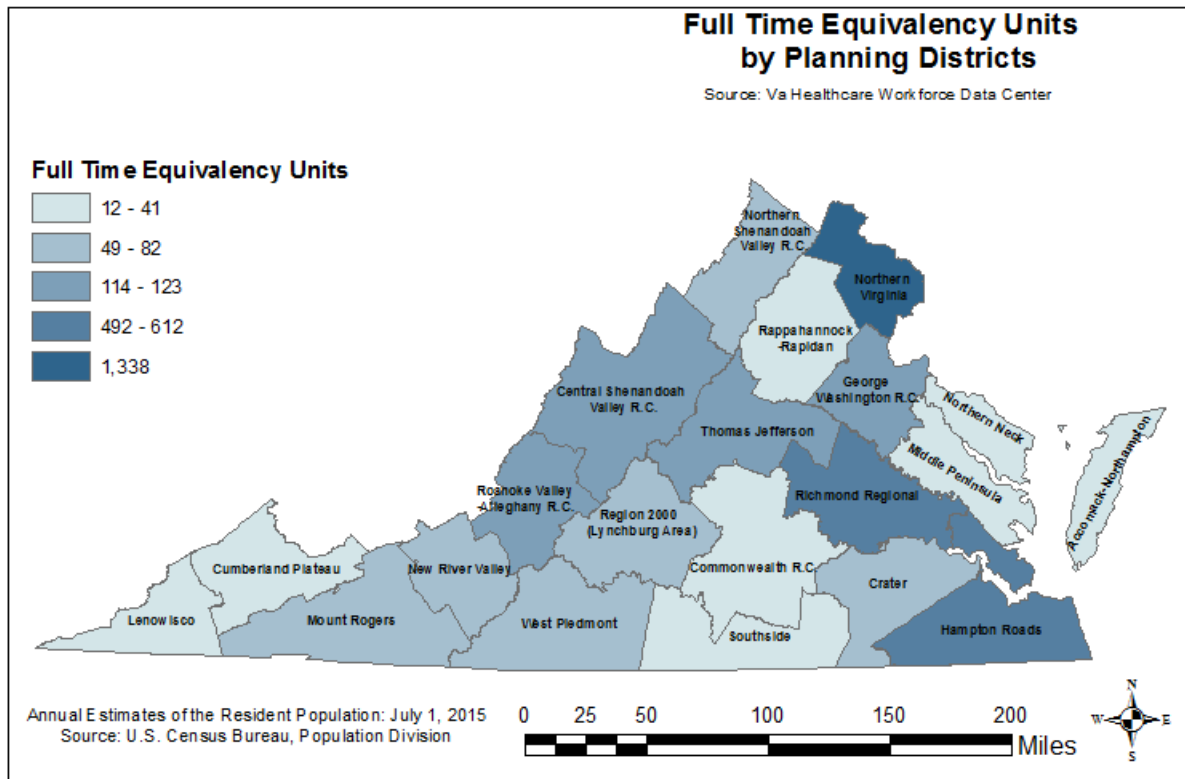 Full Time Equivalency Units
by Planning Districts
Source: Va Healthcare Workforce Data Center
Full Time Equivalency Units
12 - 41
49 - 82
114 - 123
492 - 612
1,338
Northern
Shenandoah
Valley R.C.
Northern
Virginia
Rappahannock
-Rapidan
Central Shenandoah
Valley R.C.
George
Washington R.C.
Northern Neck
Thomas Jefferson
Middle Peninsula
Accomack-Northampton
Roanoke Valley
-Alleghany R.C.
Richmond Regional
Region 2000
(Lynchburg Area)
Cumberland Plateau
New River Valley
Commonwealth R.C.
Crater
Lenowisco
Mount Rogers
West Piedmont
Southside
Hampton Roads
Annual Estimates of the Resident Population: July 1, 2015
Source: U.S. Census Bureau, Population Division
0 25 50 100 150 200
Miles
N
W E
S